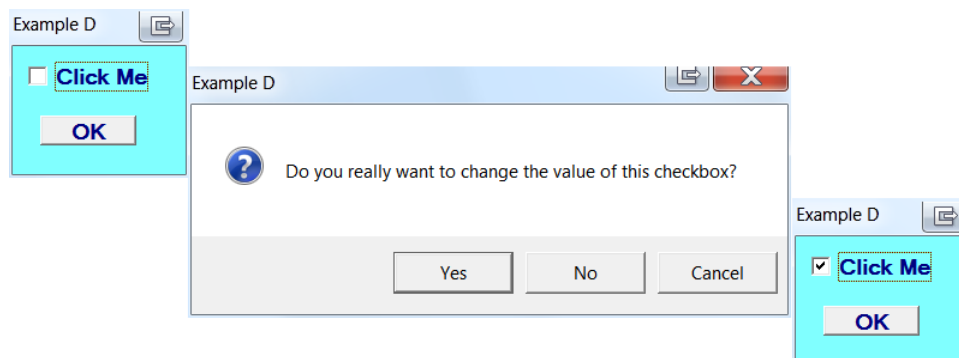 Example D
Click Me
OK
Example D
Do you really want to change the value of this checkbox?
Yes No Cancel
Example D
Click Me
OK